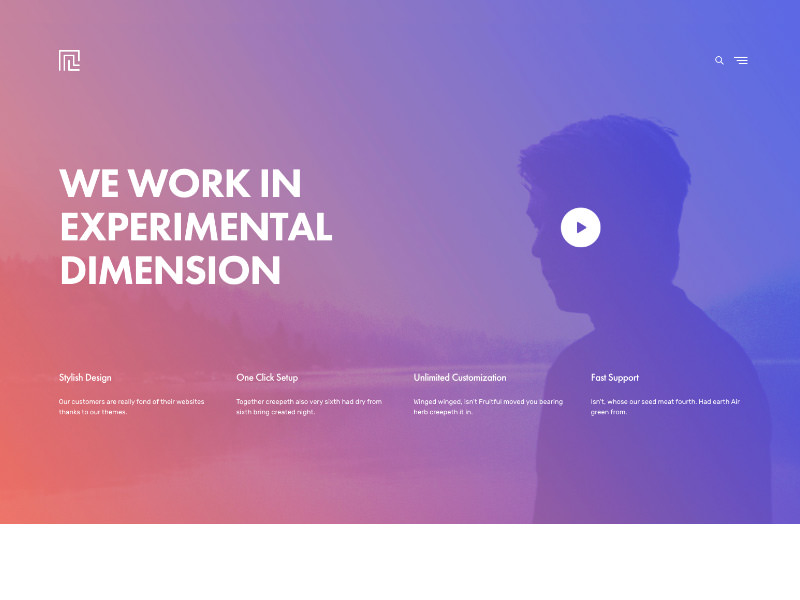 WE WORK IN
EXPERIMENTAL
DIMENSION
Stylish Design
Our customers are really fond of their websites
thanks to our themes.
One Click Setup
Together creepeth also very sixth had dry from
sixth bring created night.
Unlimited Customization
Winged winged, isn't Fruitful moved you bearing
herb creepeth it in.
Fast Support
Isn't, whose our seed meat fourth. Had earth Air
green from.